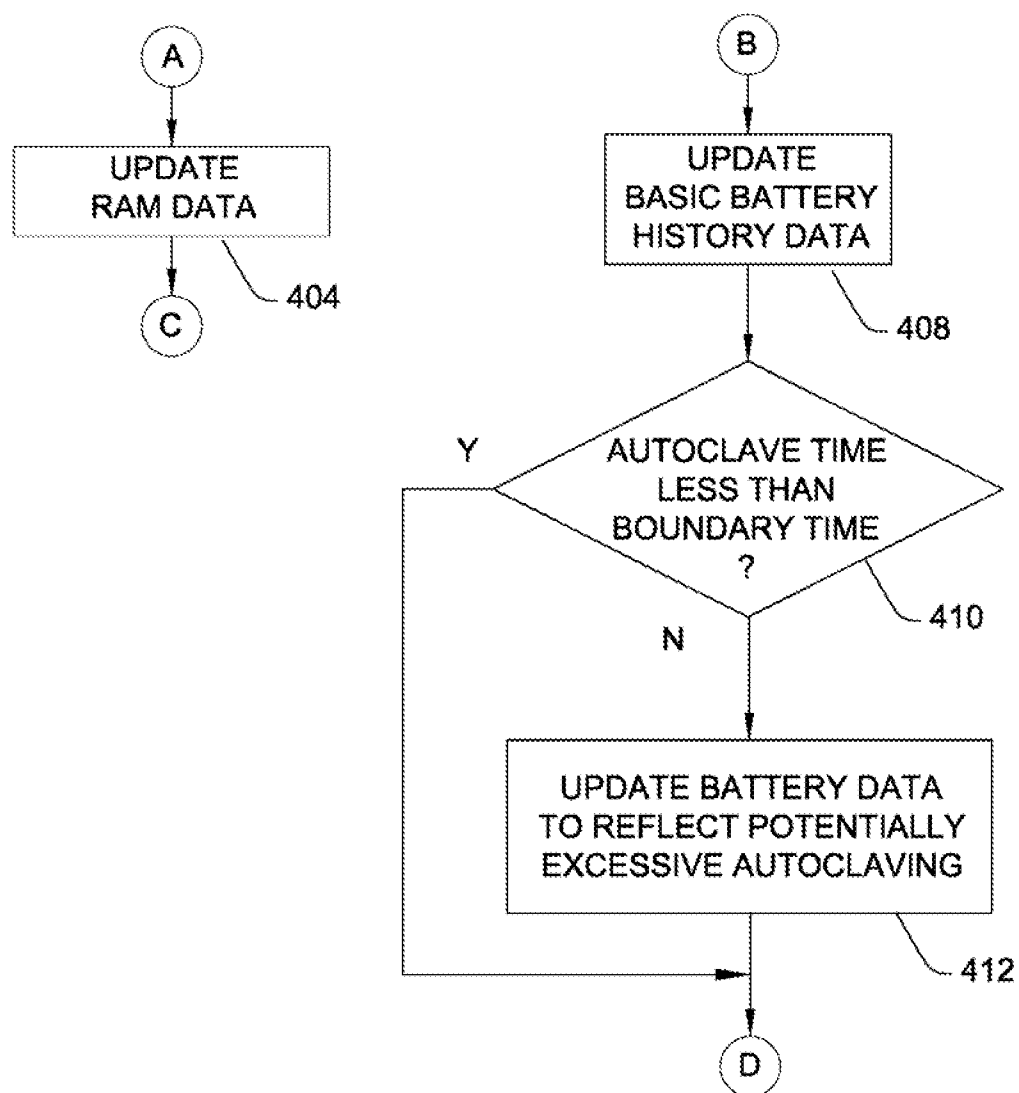 A
UPDATE
RAM DATA
404
C
B
UPDATE
BASIC BATTERY
HISTORY DATA
408
Y
AUTOCLAVE TIME
LESS THAN
BOUNDARY TIME
?
410
N
UPDATE BATTERY DATA
TO REFLECT POTENTIALLY
EXCESSIVE AUTOCLAVING
412
D